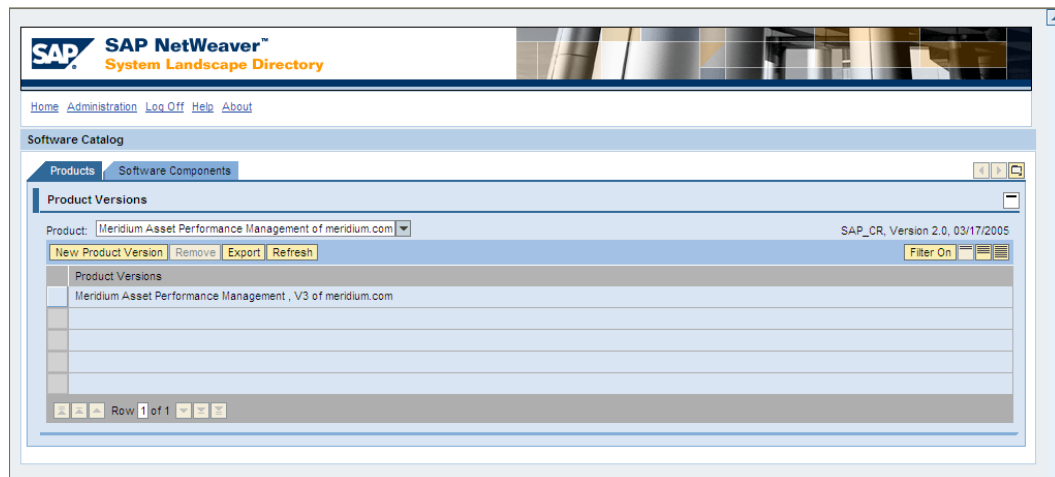 SAP
SAP NetWeaver™
System Landscape Directory
Home Administration Log Off Help About
Software Catalog
Products Software Components
Product Versions
Product: Meridium Asset Performance Management of meridium.com SAP_CR, Version 2.0, 03/17/2005
New Product Version Remove Export Refresh Filter On
Product Versions
Meridium Asset Performance Management , V3 of meridium.com
Row 1 of 1